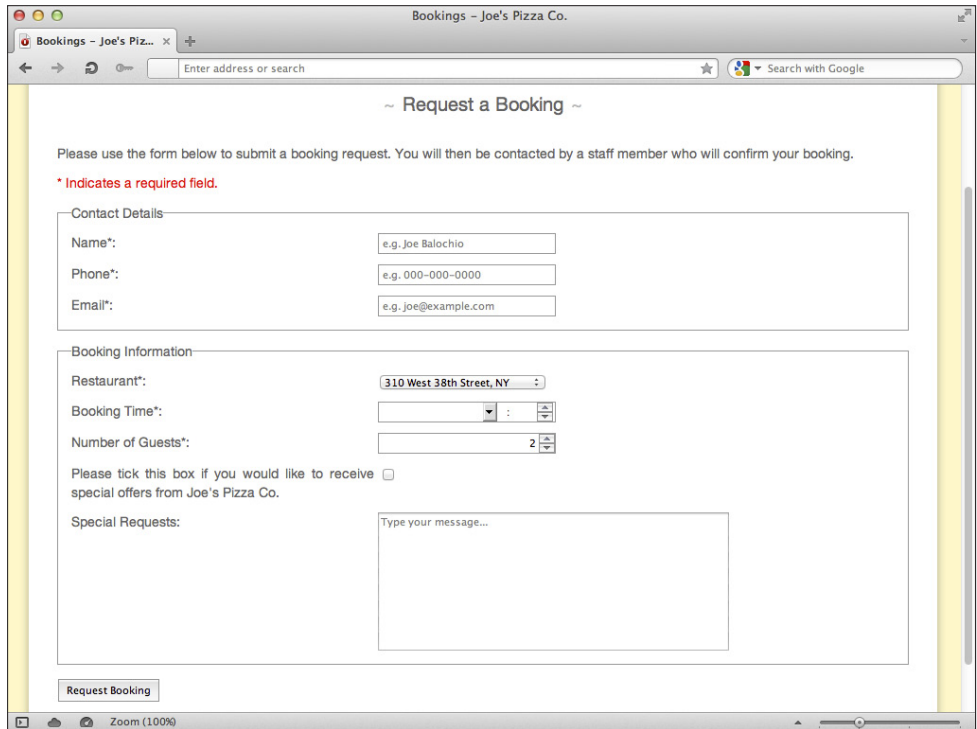 Bookings – Joe's Pizza Co.
Bookings – Joe's Piz...
Enter address or search
Search with Google
~ Request a Booking ~
Please use the form below to submit a booking request. You will then be contacted by a staff member who will confirm your booking.
* Indicates a required field.
Contact Details
Name*:
e.g. Joe Balochio
Phone*:
e.g. 000-000-0000
Email*:
e.g. joe@example.com
Booking Information
Restaurant*:
310 West 38th Street, NY
Booking Time*:
:
Number of Guests*:
2
Please tick this box if you would like to receive
special offers from Joe's Pizza Co.
Special Requests:
Type your message...
Request Booking
Zoom (100%)